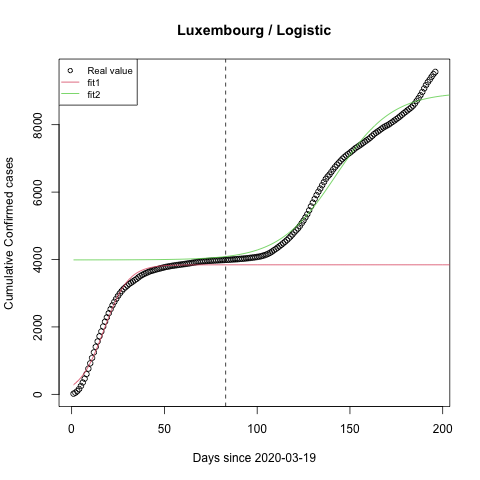 Luxembourg / Logistic
Real value
fit1
fit2
Cumulative Confirmed cases
8000
6000
4000
2000
0
0 50 100 150 200
Days since 2020-03-19